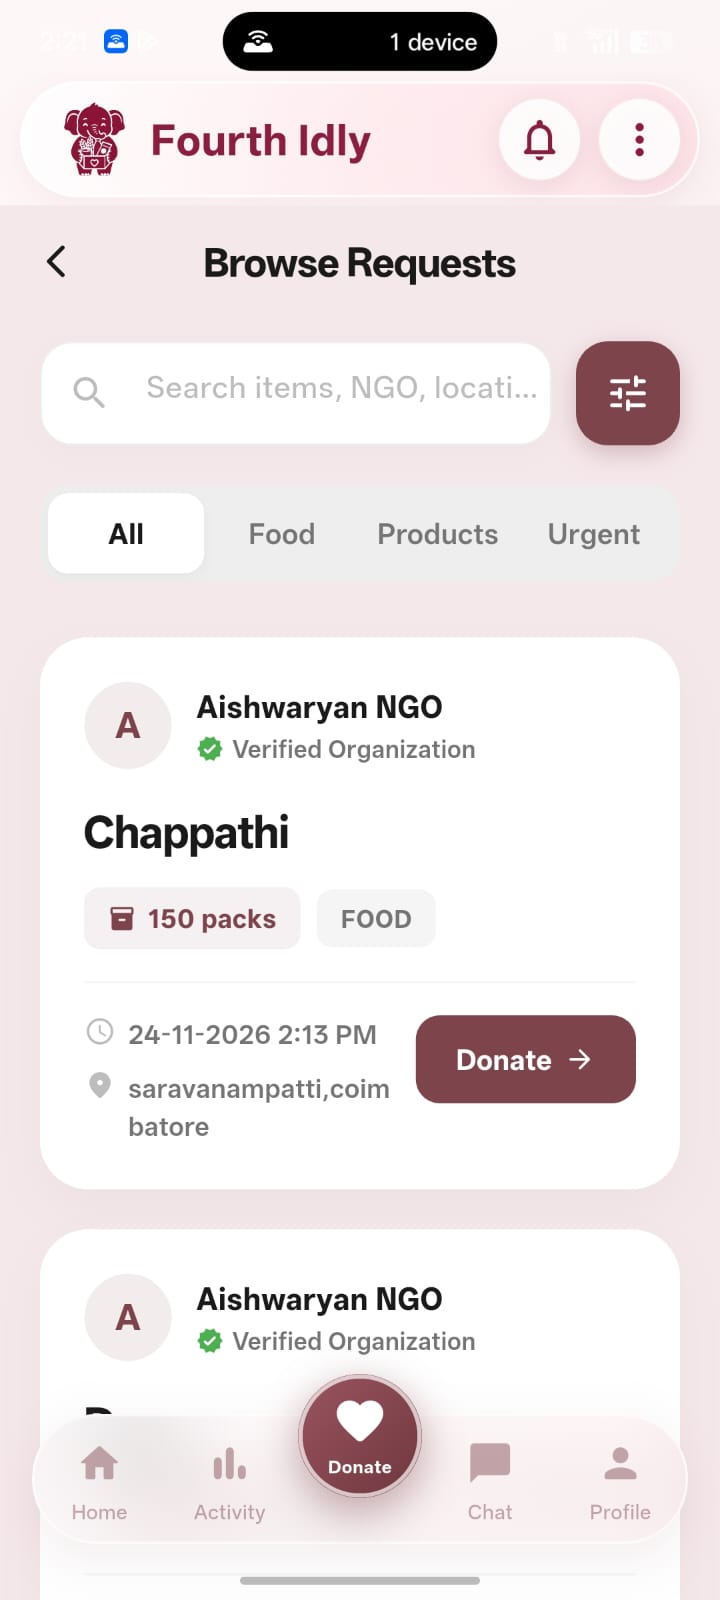 2:21
1 device
Fourth Idly
Browse Requests
Search items, NGO, locati...
All Food Products Urgent
A
Aishwaryan NGO
Verified Organization
Chappathi
150 packs FOOD
24-11-2026 2:13 PM
Donate
saravanampatti,coim
batore
A
Aishwaryan NGO
Verified Organization
Donate
Home Activity Chat Profile